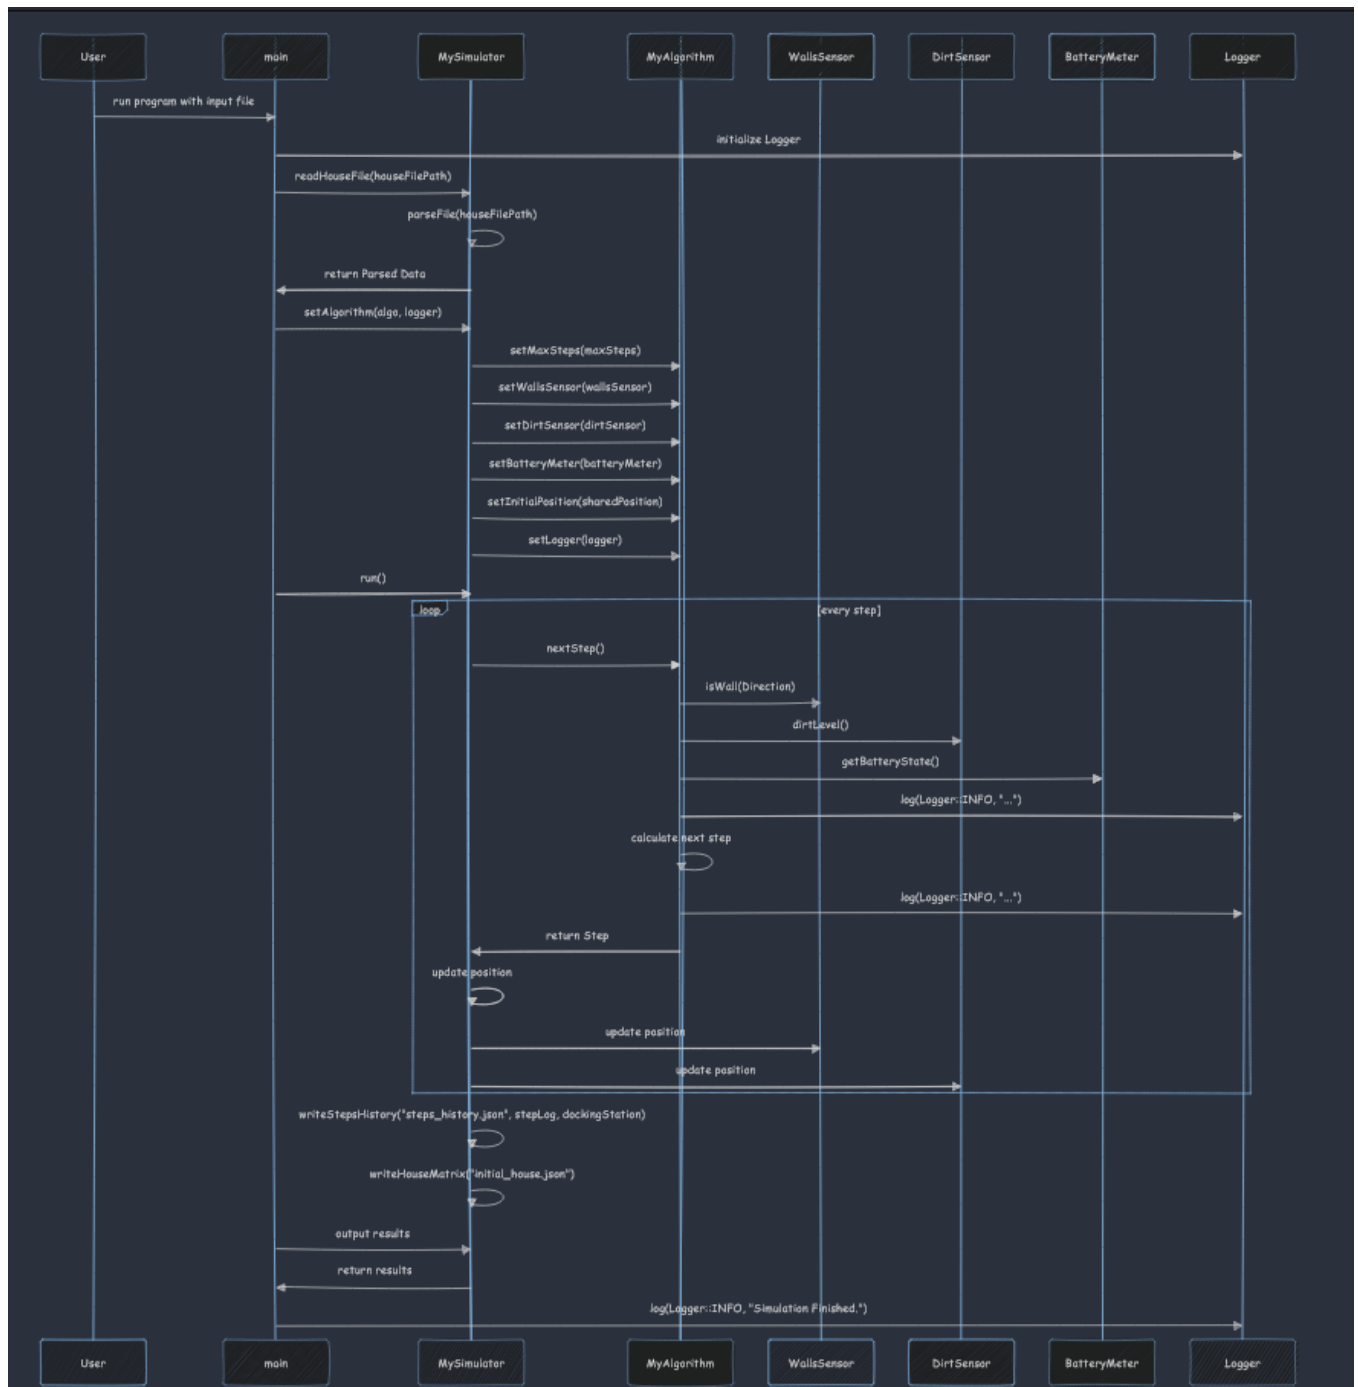 User
main
MySimulator
MyAlgorithm
WallsSensor
DirtSensor
BatteryMeter
Logger
run program with input file
initialize Logger
readHouseFile(houseFilePath)
parseFile(houseFilePath)
return Parsed Data
setAlgorithm(algo, logger)
setMaxSteps(maxSteps)
setWallsSensor(wallsSensor)
setDirtSensor(dirtSensor)
setBatteryMeter(batteryMeter)
setInitialPosition(sharedPosition)
setLogger(logger)
run()
loop
[every step]
nextStep()
isWall(Direction)
dirtLevel()
getBatteryState()
log(Logger::INFO, "...")
calculate next step
log(Logger::INFO, "...")
return Step
update position
update position
update position
writeStepsHistory("steps_history.json", stepLog, dockingStation)
writeHouseMatrix("initial_house.json")
output results
return results
log(Logger::INFO, "Simulation Finished.")
User
main
MySimulator
MyAlgorithm
WallsSensor
DirtSensor
BatteryMeter
Logger